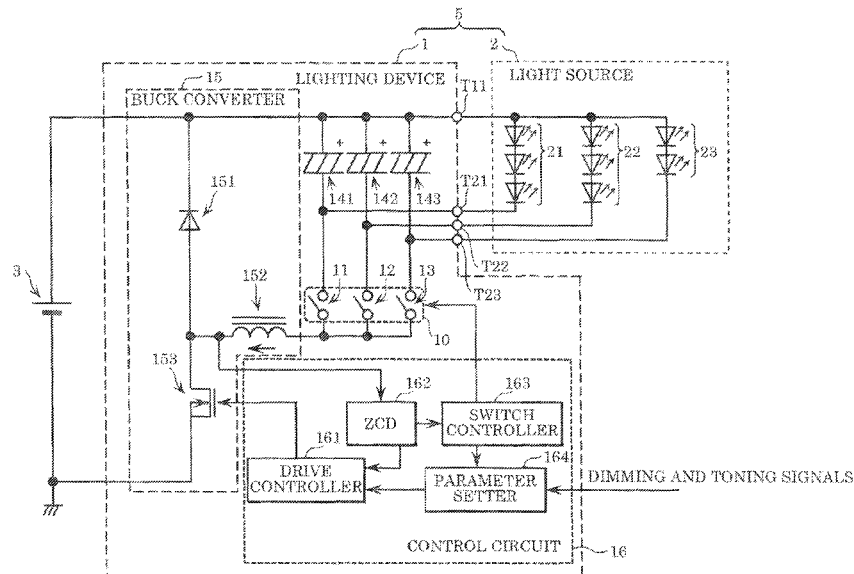 5
1
2
LIGHTING DEVICE
LIGHT SOURCE
15
BUCK CONVERTER
T11
+
+
+
21
22
23
151
141
142
143
T21
T22
T23
3
152
11
12
13
10
153
162
163
ZCD
SWITCH
CONTROLLER
161
164
DRIVE
CONTROLLER
PARAMETER
SETTER
DIMMING AND TONING SIGNALS
CONTROL CIRCUIT
16